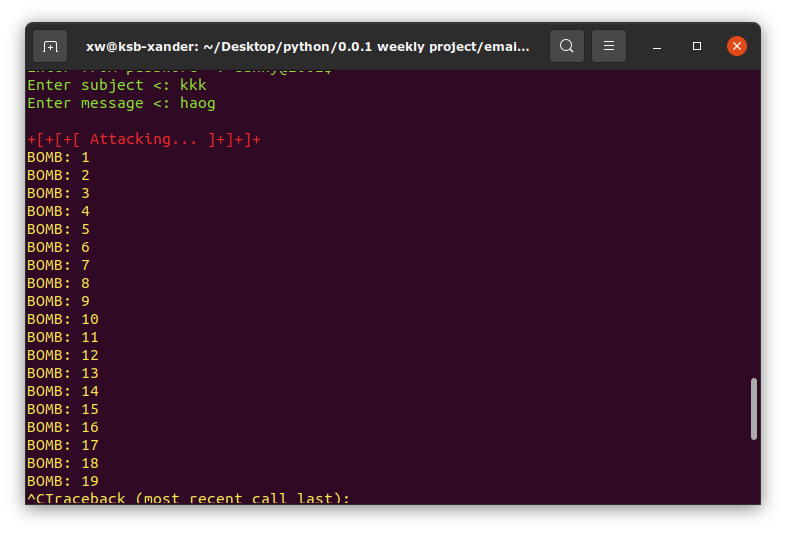 xw@ksb-xander: ~/Desktop/python/0.0.1 weekly project/emai...
Enter subject <: kkk
Enter message <: haog
+[+[+[ Attacking... ]+]+]+
BOMB: 1
BOMB: 2
BOMB: 3
BOMB: 4
BOMB: 5
BOMB: 6
BOMB: 7
BOMB: 8
BOMB: 9
BOMB: 10
BOMB: 11
BOMB: 12
BOMB: 13
BOMB: 14
BOMB: 15
BOMB: 16
BOMB: 17
BOMB: 18
BOMB: 19
^CTraceback (most recent call last):